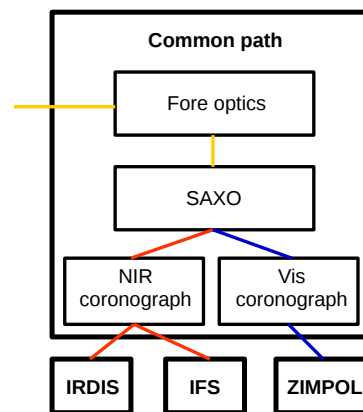 Common path
Fore optics
SAXO
NIR
coronograph
Vis
coronograph
IRDIS
IFS
ZIMPOL